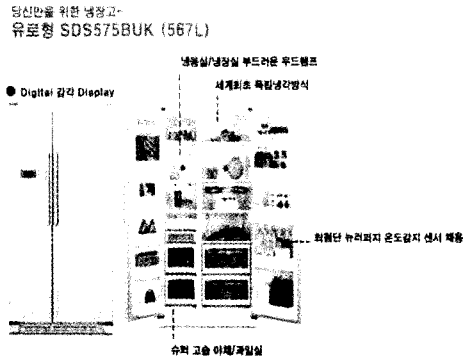 당신만을 위한 냉장고~
유로형 SDS575BUK (567L)
냉동실/냉장실 부드러운 푸드램프
세계최초 독립냉각방식
● Digital 감각 Display
최첨단 뉴러퍼지 온도감지 센서 채용
슈퍼 고습 야채/과일실